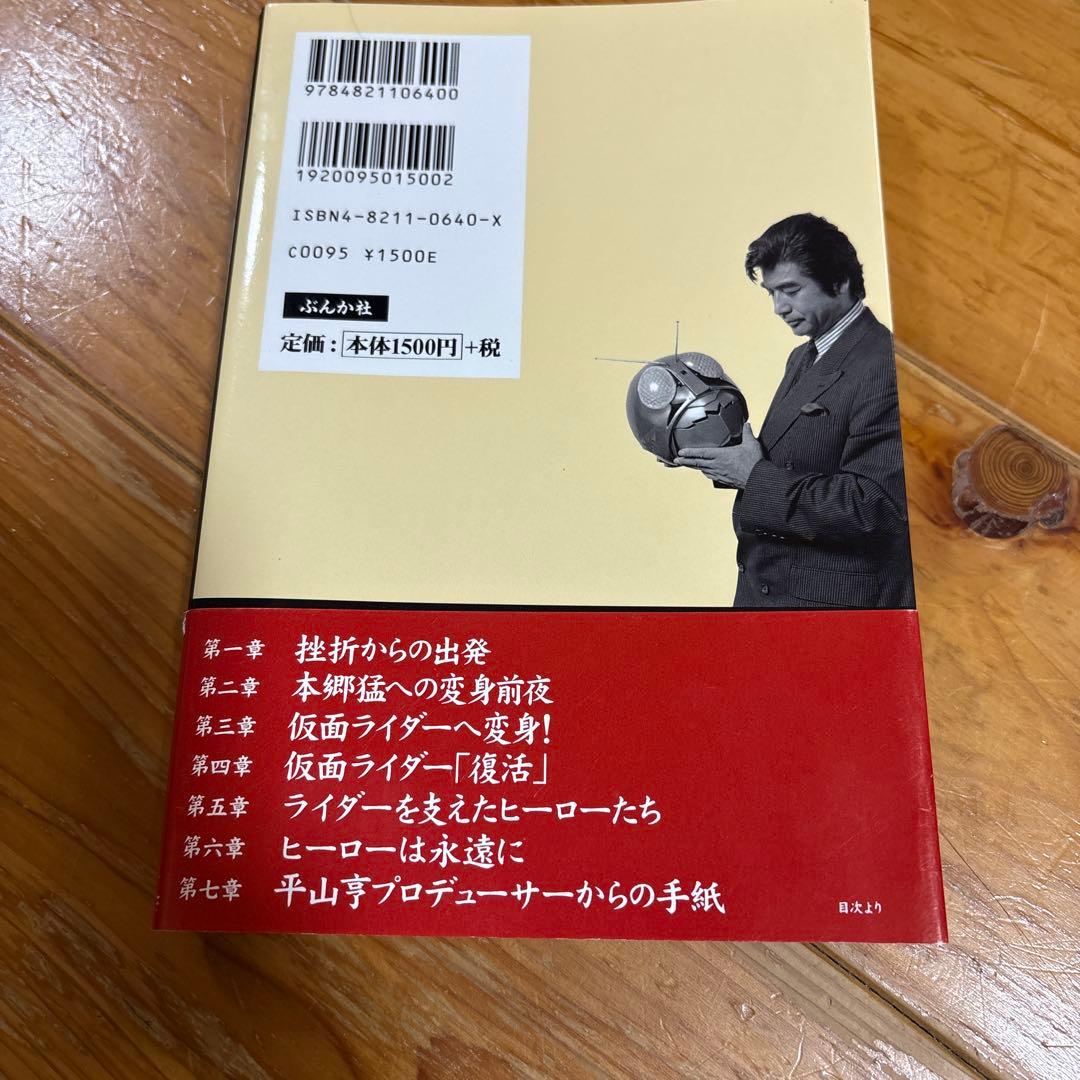 9784821106400
1920095015002
ISBN4-8211-0640-X
C0095 ¥1500E
ぶんか社
定価：本体1500円+税
第一章 挫折からの出発
第二章 本郷猛への変身前夜
第三章 仮面ライダーへ変身！
第四章 仮面ライダー「復活」
第五章 ライダーを支えたヒーローたち
第六章 ヒーローは永遠に
第七章 平山亨プロデューサーからの手紙
目次より